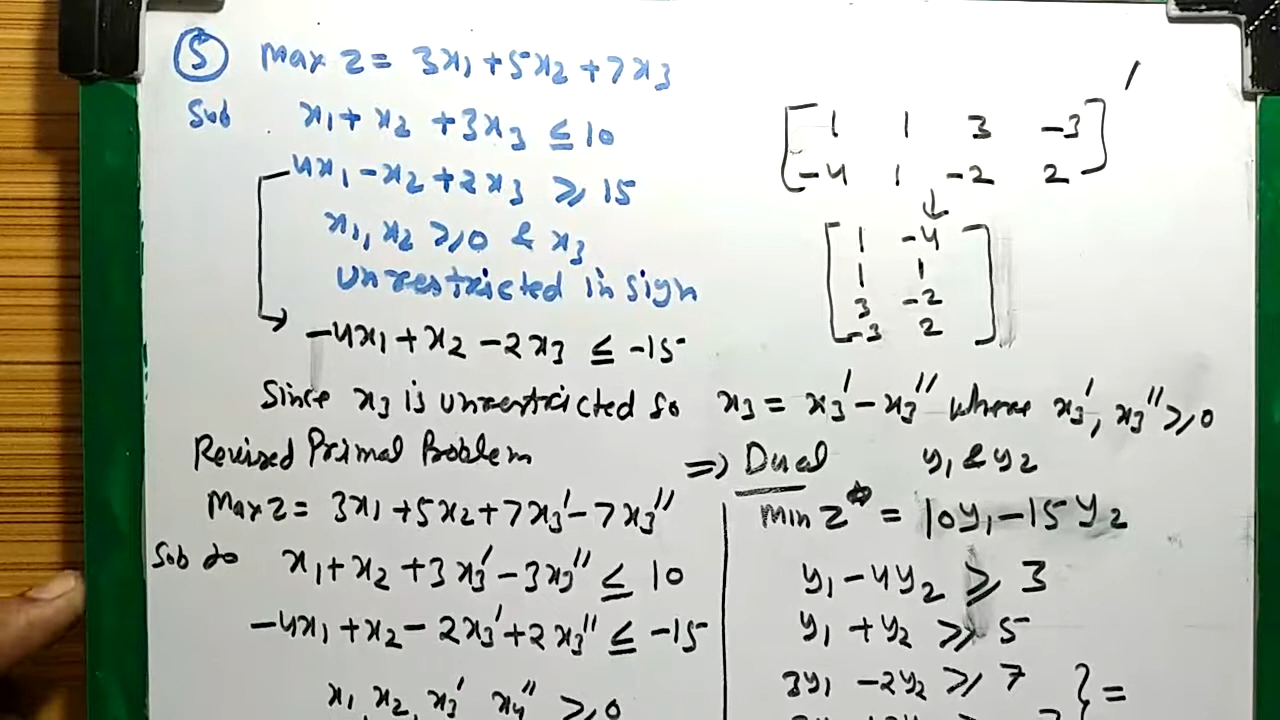 ⑤ Max Z = 3x₁ + 5x₂ + 7x₃
Sub x₁ + x₂ + 3x₃ ≤ 10
4x₁ - x₂ + 2x₃ ≥ 15
x₁, x₂ ≥ 0 & x₃
unrestricted in sign
-4x₁ + x₂ - 2x₃ ≤ -15
[1 1 3 -3]′
[-4 1 -2 2]
↓
[1 -4]
[1 1]
[3 -2]
[-3 2]
Since x₃ is unrestricted so x₃ = x₃′ - x₃″ where x₃′, x₃″ ≥ 0
Revised Primal Problem
Max Z = 3x₁ + 5x₂ + 7x₃′ - 7x₃″
Sub to x₁ + x₂ + 3x₃′ - 3x₃″ ≤ 10
-4x₁ + x₂ - 2x₃′ + 2x₃″ ≤ -15
x₁, x₂, x₃′, x₄″ ≥ 0
⇒ Dual y₁ & y₂
Min Z* = 10y₁ - 15y₂
y₁ - 4y₂ ≥ 3
y₁ + y₂ ≥ 5
3y₁ - 2y₂ ≥ 7 } =